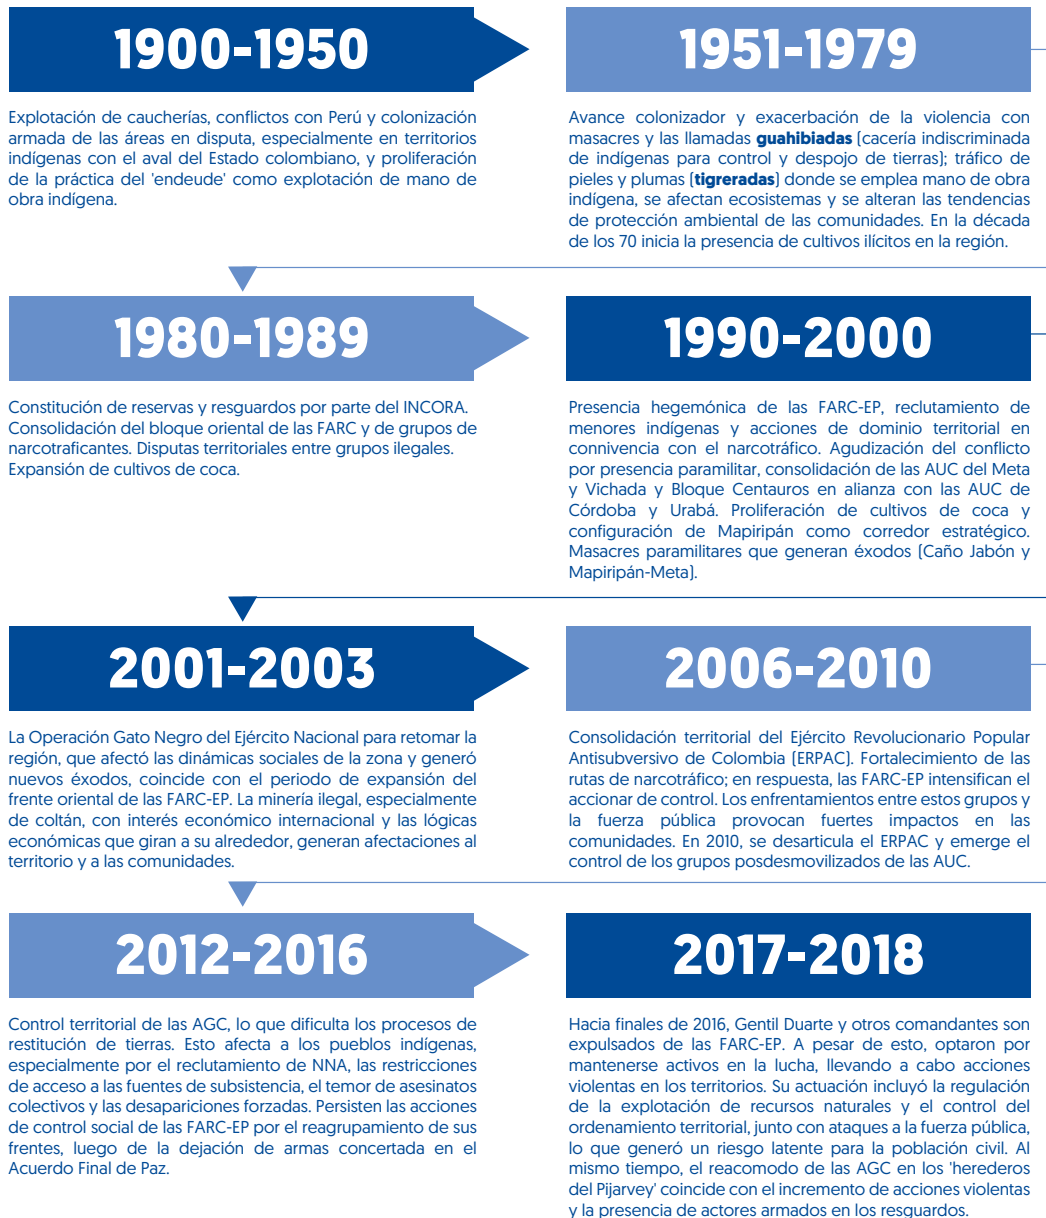 1900-1950
Explotación de caucherías, conflictos con Perú y colonización
armada de las áreas en disputa, especialmente en territorios
indígenas con el aval del Estado colombiano, y proliferación
de la práctica del 'endeude' como explotación de mano de
obra indígena.
1951-1979
Avance colonizador y exacerbación de la violencia con
masacres y las llamadas guahibiadas (cacería indiscriminada
de indígenas para control y despojo de tierras); tráfico de
pieles y plumas (tigreradas) donde se emplea mano de obra
indígena, se afectan ecosistemas y se alteran las tendencias
de protección ambiental de las comunidades. En la década
de los 70 inicia la presencia de cultivos ilícitos en la región.
1980-1989
Constitución de reservas y resguardos por parte del INCORA.
Consolidación del bloque oriental de las FARC y de grupos de
narcotraficantes. Disputas territoriales entre grupos ilegales.
Expansión de cultivos de coca.
1990-2000
Presencia hegemónica de las FARC-EP, reclutamiento de
menores indígenas y acciones de dominio territorial en
connivencia con el narcotráfico. Agudización del conflicto
por presencia paramilitar, consolidación de las AUC del Meta
y Vichada y Bloque Centauros en alianza con las AUC de
Córdoba y Urabá. Proliferación de cultivos de coca y
configuración de Mapiripán como corredor estratégico.
Masacres paramilitares que generan éxodos (Caño Jabón y
Mapiripán-Meta).
2001-2003
La Operación Gato Negro del Ejército Nacional para retomar la
región, que afectó las dinámicas sociales de la zona y generó
nuevos éxodos, coincide con el periodo de expansión del
frente oriental de las FARC-EP. La minería ilegal, especialmente
de coltán, con interés económico internacional y las lógicas
económicas que giran a su alrededor, generan afectaciones al
territorio y a las comunidades.
2006-2010
Consolidación territorial del Ejército Revolucionario Popular
Antisubversivo de Colombia (ERPAC). Fortalecimiento de las
rutas de narcotráfico; en respuesta, las FARC-EP intensifican el
accionar de control. Los enfrentamientos entre estos grupos y
la fuerza pública provocan fuertes impactos en las
comunidades. En 2010, se desarticula el ERPAC y emerge el
control de los grupos posdesmovilizados de las AUC.
2012-2016
Control territorial de las AGC, lo que dificulta los procesos de
restitución de tierras. Esto afecta a los pueblos indígenas,
especialmente por el reclutamiento de NNA, las restricciones
de acceso a las fuentes de subsistencia, el temor de asesinatos
colectivos y las desapariciones forzadas. Persisten las acciones
de control social de las FARC-EP por el reagrupamiento de sus
frentes, luego de la dejación de armas concertada en el
Acuerdo Final de Paz.
2017-2018
Hacia finales de 2016, Gentil Duarte y otros comandantes son
expulsados de las FARC-EP. A pesar de esto, optaron por
mantenerse activos en la lucha, llevando a cabo acciones
violentas en los territorios. Su actuación incluyó la regulación
de la explotación de recursos naturales y el control del
ordenamiento territorial, junto con ataques a la fuerza pública,
lo que generó un riesgo latente para la población civil. Al
mismo tiempo, el reacomodo de las AGC en los 'herederos
del Pijarvey' coincide con el incremento de acciones violentas
y la presencia de actores armados en los resguardos.